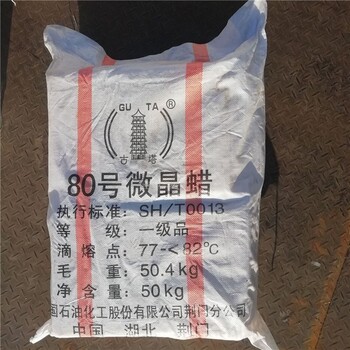 GU TA ®
古 塔
80号微晶蜡
执行标准: SH/T0013
等 级: 一级品
滴 熔 点: 77-<82℃
毛 重: 50.4kg
净 含 量: 50kg
国石油化工股份有限公司荆门分公司
中国 湖北 荆门